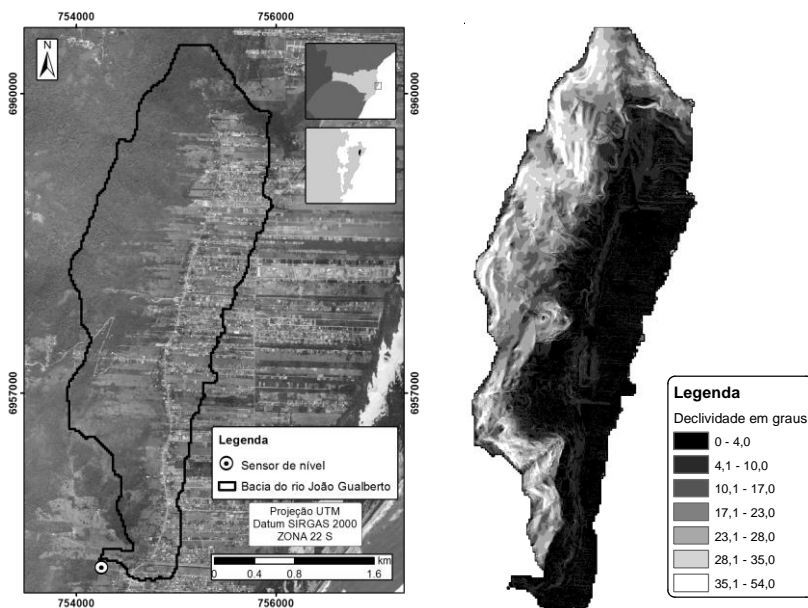 754000
756000
N
6960000
6957000
Legenda
Sensor de nível
Bacia do rio João Gualberto
Projeção UTM
Datum SIRGAS 2000
ZONA 22 S
km
0 0.4 0.8 1.6
754000
756000
Legenda
Declividade em graus
0 - 4,0
4,1 - 10,0
10,1 - 17,0
17,1 - 23,0
23,1 - 28,0
28,1 - 35,0
35,1 - 54,0